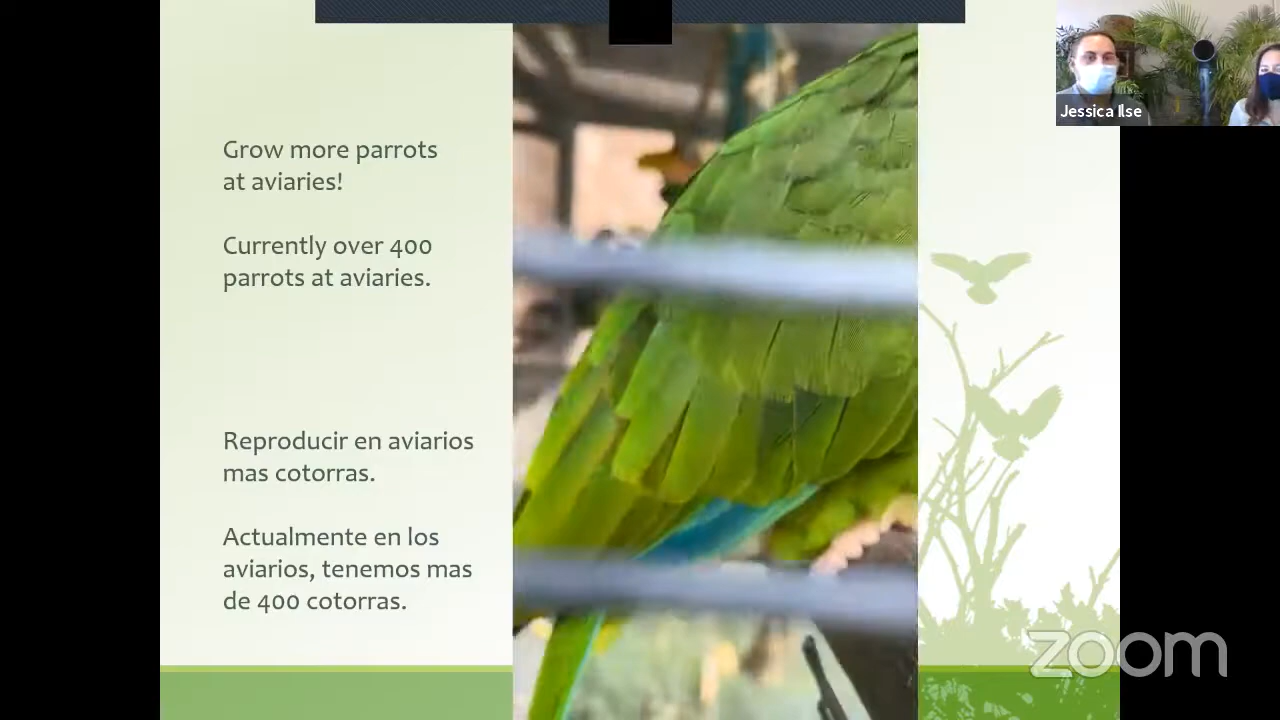 Grow more parrots
at aviaries!
Currently over 400
parrots at aviaries.
Reproducir en aviarios
mas cotorras.
Actualmente en los
aviarios, tenemos mas
de 400 cotorras.
Jessica Ilse
zoom